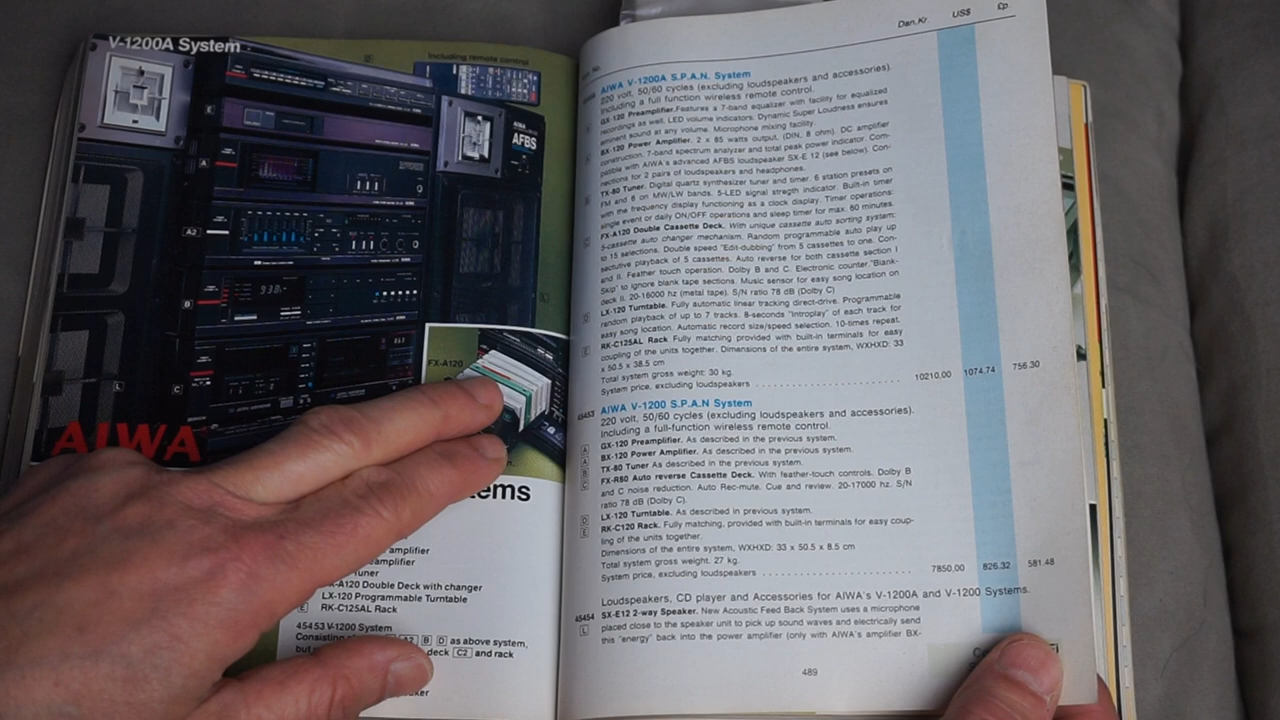 V-1200A System
Including remote control
AIWA
AFBS
E
A
A2
B
C
L
L
938
FX-A120
AIWA
tems
amplifier
eamplifier
uner
-A120 Double Deck with changer
LX-120 Programmable Turntable
E RK-C125AL Rack
45453 V-1200 System
A2 B D as above system,
deck C2 and rack
Dan.Kr. US$ £p.
No.
AIWA V-1200A S.P.A.N. System
220 volt, 50/60 cycles (excluding loudspeakers and accessories).
Including a full function wireless remote control.
GX-120 Preamplifier. Features a 7-band equalizer with facility for equalized
recordings as well, LED volume indicators. Dynamic Super Loudness ensures
eminent sound at any volume. Microphone mixing facility
BX-120 Power Amplifier. 2 x 85 watts output, (DIN, 8 ohm). DC amplifier
construction. 7-band spectrum analyzer and total peak power indicator. Com-
patible with AIWA's advanced AFBS loudspeaker SX-E 12 (see below). Con-
nections for 2 pairs of loudspeakers and headphones.
TX-80 Tuner. Digital quartz synthesizer tuner and timer. 6 station presets on
FM and 6 on MW/LW bands. 5-LED signal stregth indicator. Built-in timer
with the frequency display functioning as a clock display. Timer operations:
single event or daily ON/OFF operations and sleep timer for max. 60 minutes.
FX-A120 Double Cassette Deck. With unique cassette auto sorting system:
5-cassette auto changer mechanism. Random programmable auto play up
to 15 selections. Double speed "Edit-dubbing" from 5 cassettes to one. Con-
sectutive playback of 5 cassettes. Auto reverse for both cassette section I
and II. Feather touch operation. Dolby B and C. Electronic counter. "Blank-
Skip" to ignore blank tape sections. Music sensor for easy song location on
deck II. 20-16000 hz (metal tape). S/N ratio 78 dB (Dolby C)
LX-120 Turntable. Fully automatic linear tracking direct-drive. Programmable
random playback of up to 7 tracks. 8-seconds "Introplay" of each track for
easy song location. Automatic record size/speed selection. 10-times repeat.
RK-C125AL Rack Fully matching provided with built-in terminals for easy
coupling of the units together. Dimensions of the entire system, WXHXD: 33
x 50.5 x 38.5 cm
Total system gross weight: 30 kg.
System price, excluding loudspeakers . . . . . . . . . . . . . . . . . . . . . . 10210,00 1074.74 756.30
45453 AIWA V-1200 S.P.A.N System
220 volt, 50/60 cycles (excluding loudspeakers and accessories).
Including a full-function wireless remote control.
A GX-120 Preamplifier. As described in the previous system.
A BX-120 Power Amplifier. As described in the previous system.
B TX-80 Tuner As described in the previous system.
C FX-R80 Auto reverse Cassette Deck. With feather-touch controls. Dolby B
and C noise reduction. Auto Rec-mute. Cue and review. 20-17000 hz. S/N
ratio 78 dB (Dolby C).
D LX-120 Turntable. As described in previous system.
E RK-C120 Rack. Fully matching, provided with built-in terminals for easy coup-
ling of the units together.
Dimensions of the entire system, WXHXD: 33 x 50.5 x 8.5 cm
Total system gross weight. 27 kg.
System price, excluding loudspeakers . . . . . . . . . . . . . . . . . . . . . . 7850,00 826.32 581.48
Loudspeakers, CD player and Accessories for AIWA's V-1200A and V-1200 Systems.
45454 SX-E12 2-way Speaker. New Acoustic Feed Back System uses a microphone
L placed close to the speaker unit to pick up sound waves and electrically send
this "energy" back into the power amplifier (only with AIWA's amplifier BX-
489